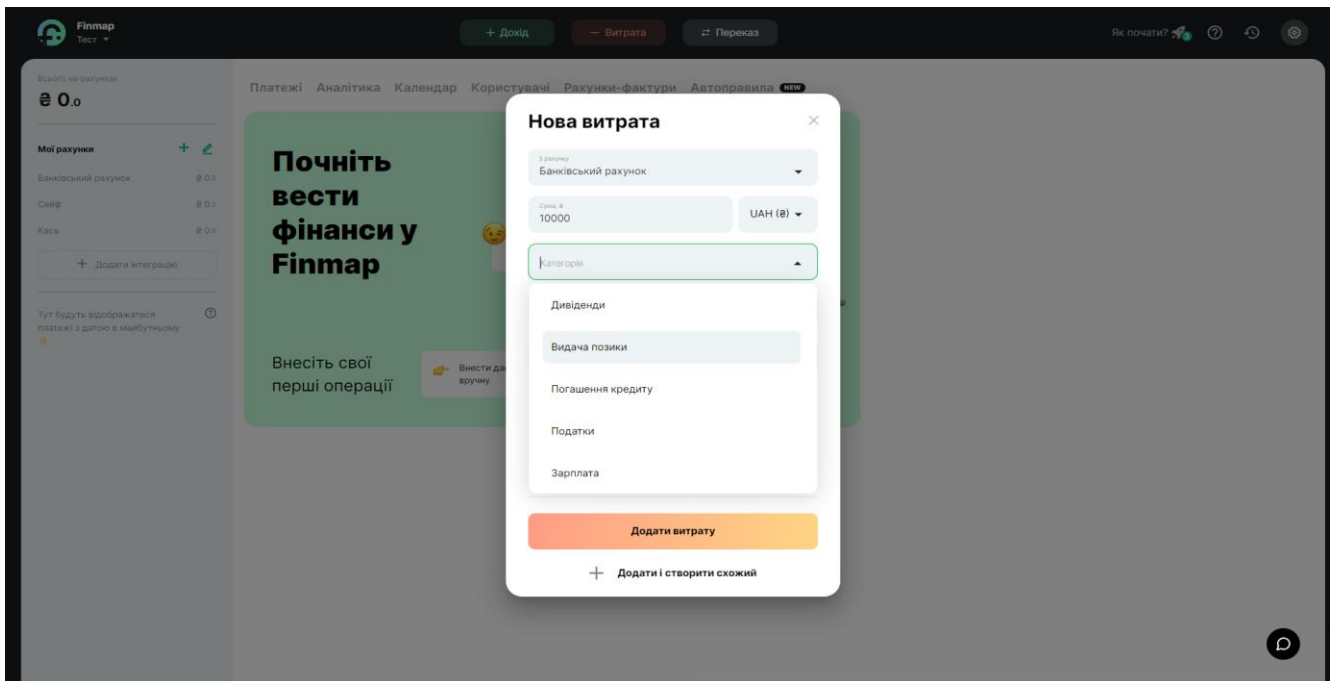 Finmap
Тест
+ Дохід
— Витрата
⇄ Переказ
Як почати?
Всього на рахунках
₴ 0.0
Мої рахунки
Банківський рахунок ₴ 0.0
Сейф ₴ 0.0
Каса ₴ 0.0
+ Додати інтеграцію
Тут будуть відображатися
платежі з датою в майбутньому
Платежі Аналітика Календар Користувачі Рахунки-фактури Автоправила NEW
Почніть
вести
фінанси у
Finmap
Внесіть свої
перші операції
Внести
вручну
Нова витрата
З рахунку
Банківський рахунок
Сума, ₴
10000
UAH (₴)
Категорія
Дивіденди
Видача позики
Погашення кредиту
Податки
Зарплата
Додати витрату
+ Додати і створити схожий